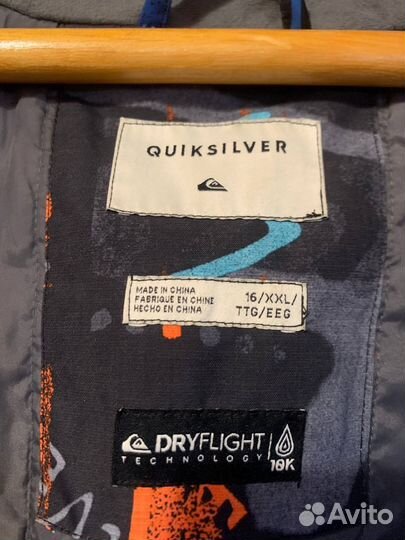 QUIKSILVER
MADE IN CHINA
FABRIQUE EN CHINE
HECHO EN CHINA
16/XXL/
TTG/EEG
DRYFLIGHT
TECHNOLOGY
10K
Avito